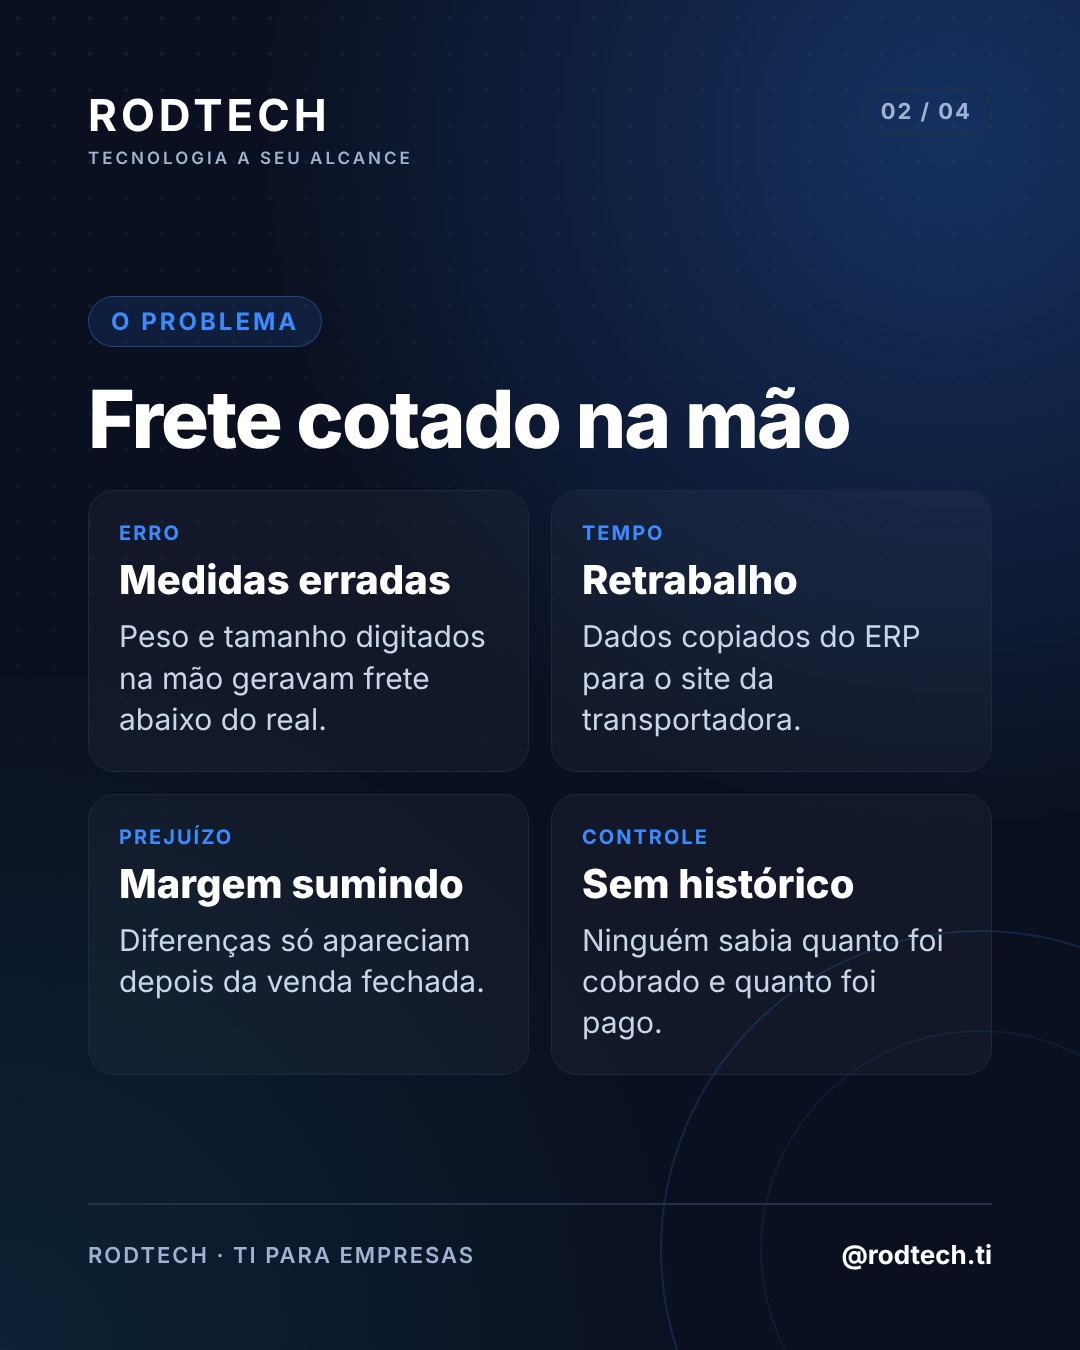 RODTECH
TECNOLOGIA A SEU ALCANCE
02 / 04
O PROBLEMA
Frete cotado na mão
ERRO
Medidas erradas
Peso e tamanho digitados
na mão geravam frete
abaixo do real.
TEMPO
Retrabalho
Dados copiados do ERP
para o site da
transportadora.
PREJUÍZO
Margem sumindo
Diferenças só apareciam
depois da venda fechada.
CONTROLE
Sem histórico
Ninguém sabia quanto foi
cobrado e quanto foi
pago.
RODTECH · TI PARA EMPRESAS
@rodtech.ti